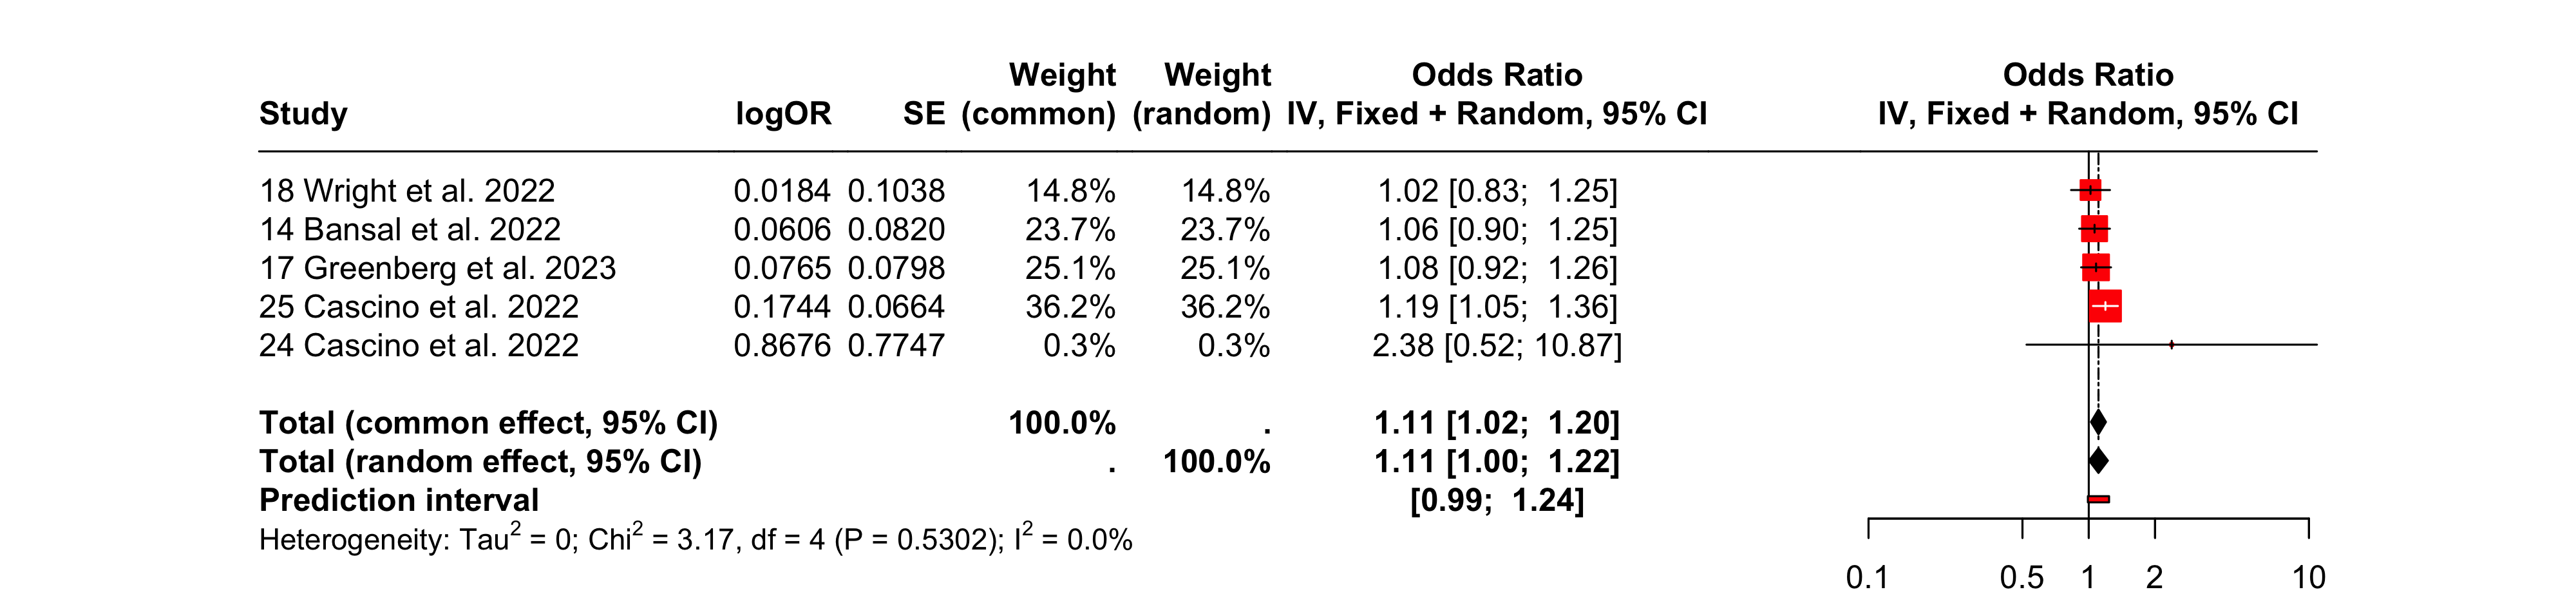 Weight Weight Odds Ratio Odds Ratio
Study logOR SE (common) (random) IV, Fixed + Random, 95% CI IV, Fixed + Random, 95% CI
18 Wright et al. 2022 0.0184 0.1038 14.8% 14.8% 1.02 [0.83; 1.25]
14 Bansal et al. 2022 0.0606 0.0820 23.7% 23.7% 1.06 [0.90; 1.25]
17 Greenberg et al. 2023 0.0765 0.0798 25.1% 25.1% 1.08 [0.92; 1.26]
25 Cascino et al. 2022 0.1744 0.0664 36.2% 36.2% 1.19 [1.05; 1.36]
24 Cascino et al. 2022 0.8676 0.7747 0.3% 0.3% 2.38 [0.52; 10.87]
Total (common effect, 95% CI) 100.0% . 1.11 [1.02; 1.20]
Total (random effect, 95% CI) . 100.0% 1.11 [1.00; 1.22]
Prediction interval [0.99; 1.24]
Heterogeneity: Tau² = 0; Chi² = 3.17, df = 4 (P = 0.5302); I² = 0.0%
0.1 0.5 1 2 10